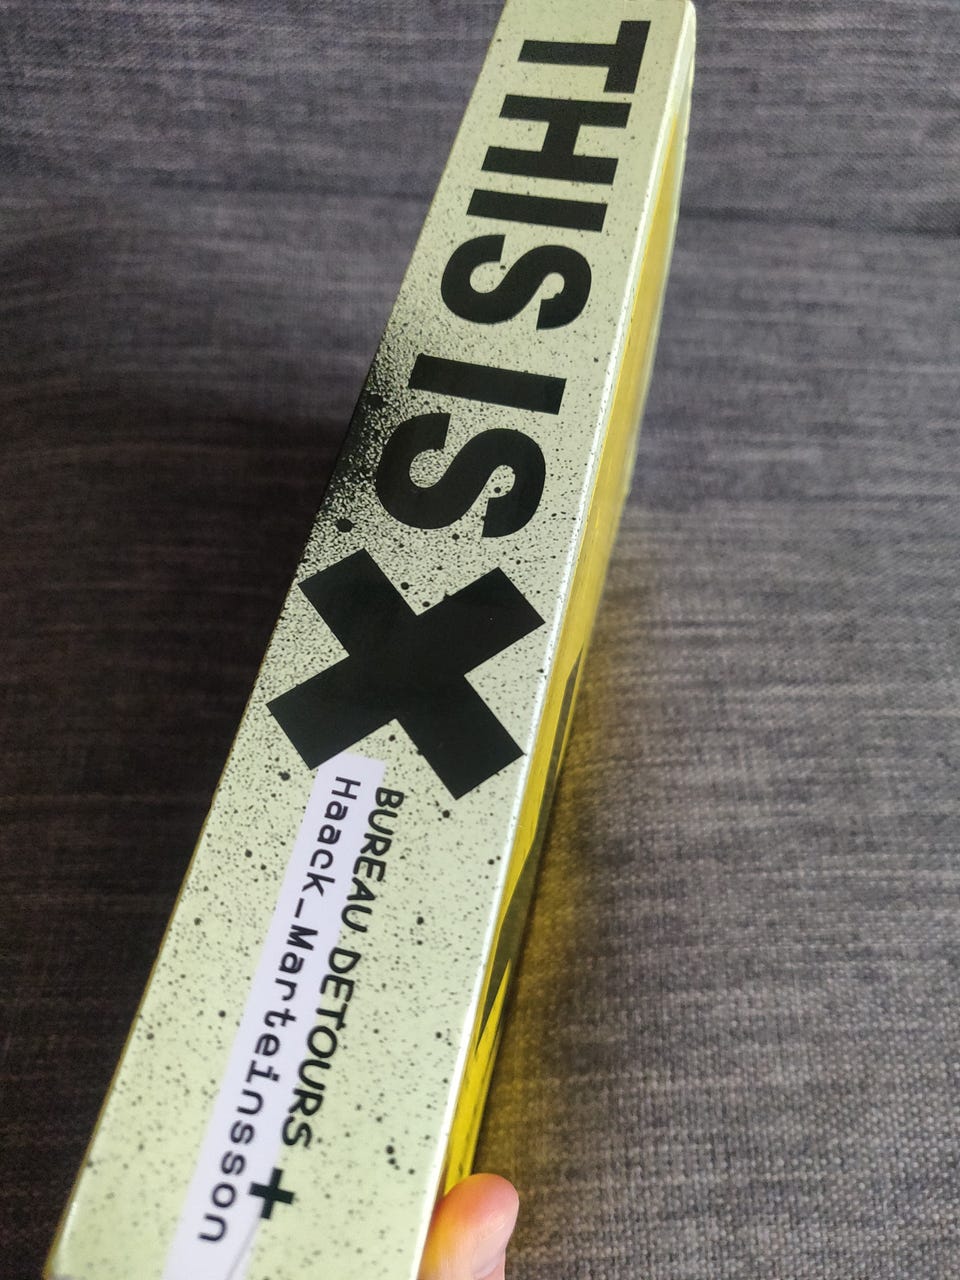 THIS IS X
BUREAU DETOURS +
Haack_Marteinsson